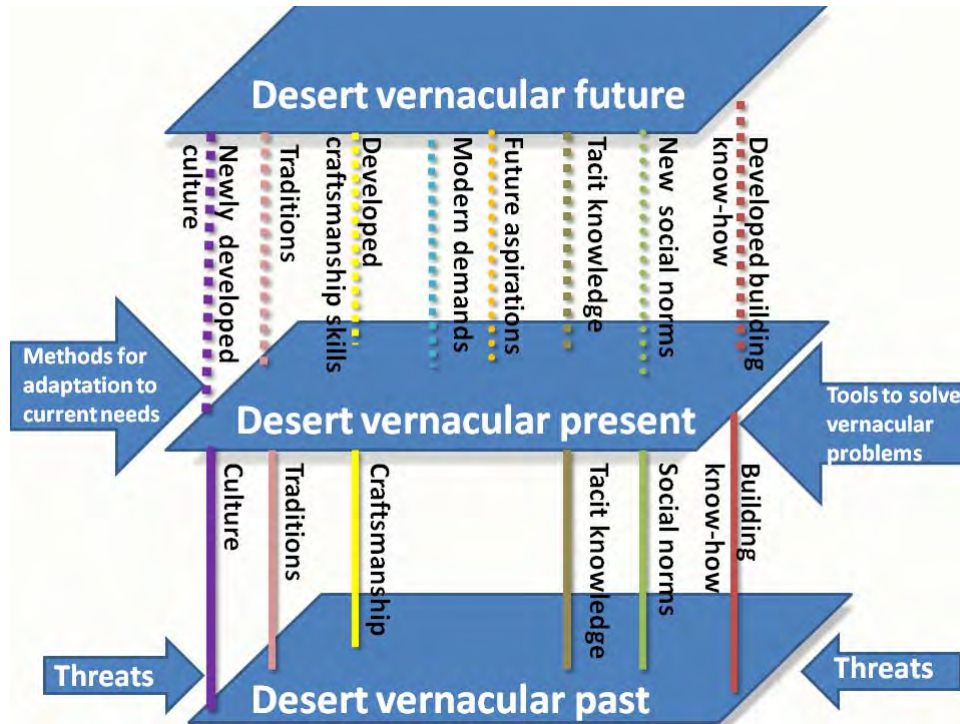 Desert vernacular future
Newly developed
culture
Traditions
Developed
craftsmanship skills
Modern demands
Future aspirations
Tacit knowledge
New social norms
Developed building
know-how
Methods for
adaptation to
current needs
Desert vernacular present
Tools to solve
vernacular
problems
Culture
Traditions
Craftsmanship
Tacit knowledge
Social norms
Building
know-how
Threats
Desert vernacular past
Threats